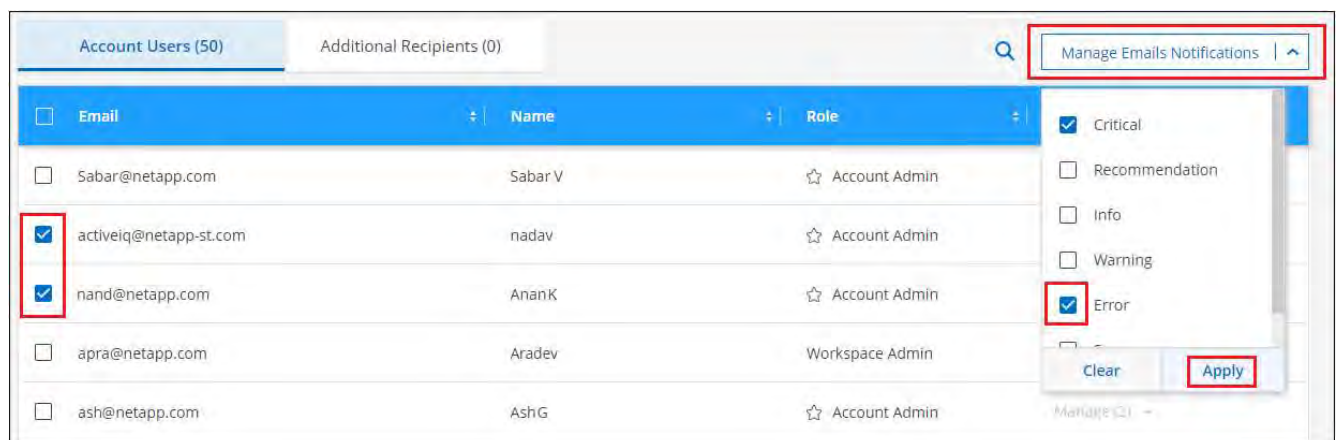 Account Users (50) Additional Recipients (0) Manage Emails Notifications
Email Name Role
Critical
Sabar@netapp.com Sabar V Account Admin
Recommendation
Info
activeiq@netapp-st.com nadav Account Admin
Warning
nand@netapp.com AnanK Account Admin
Error
apra@netapp.com Aradev Workspace Admin
Clear Apply
ash@netapp.com AshG Account Admin Manage (2)